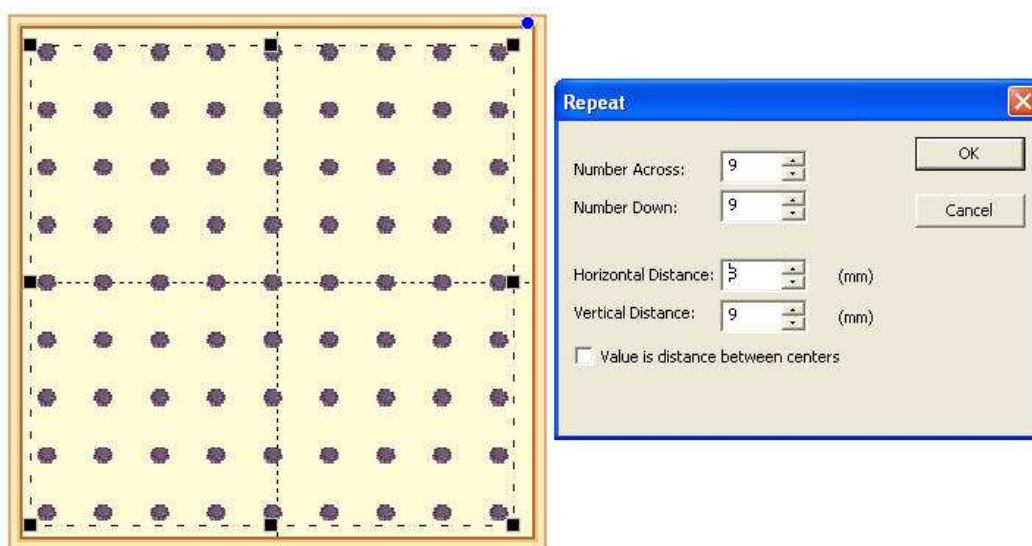 Repeat
Number Across: 9
OK
Number Down: 9
Cancel
Horizontal Distance: (mm)
Vertical Distance: 9 (mm)
Value is distance between centers